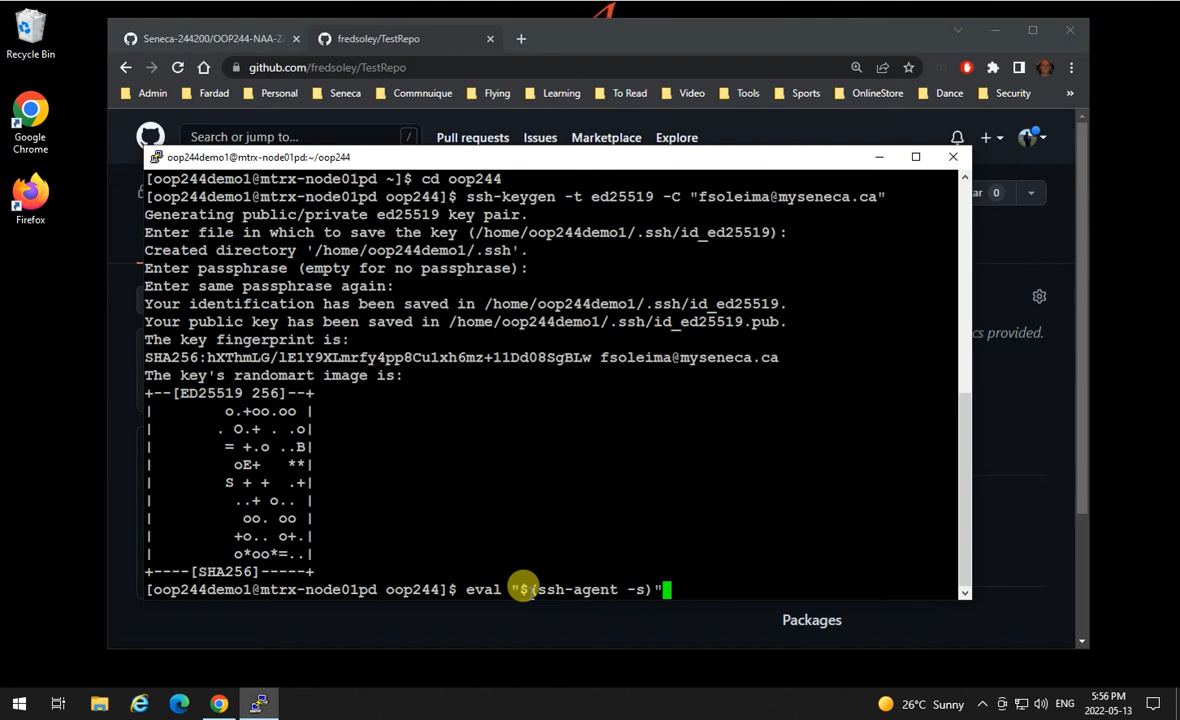 Recycle Bin
Google
Chrome
Firefox
Seneca-244200/OOP244-NAA-Z
fredsoley/TestRepo
github.com/fredsoley/TestRepo
Admin
Fardad
Personal
Seneca
Commnuique
Flying
Learning
To Read
Video
Tools
Sports
OnlineStore
Dance
Security
»
Search or jump to...
/
Pull requests
Issues
Marketplace
Explore
oop244demo1@mtrx-node01pd:~/oop244
ar 0
[oop244demo1@mtrx-node01pd ~]$ cd oop244
[oop244demo1@mtrx-node01pd oop244]$ ssh-keygen -t ed25519 -C "fsoleima@myseneca.ca"
Generating public/private ed25519 key pair.
Enter file in which to save the key (/home/oop244demo1/.ssh/id_ed25519):
Created directory '/home/oop244demo1/.ssh'.
Enter passphrase (empty for no passphrase):
Enter same passphrase again:
Your identification has been saved in /home/oop244demo1/.ssh/id_ed25519.
Your public key has been saved in /home/oop244demo1/.ssh/id_ed25519.pub.
The key fingerprint is:
SHA256:hXThmLG/lE1Y9XLmrfy4pp8Cu1xh6mz+11Dd08SgBLw fsoleima@myseneca.ca
The key's randomart image is:
+--[ED25519 256]--+
|        o.+oo.oo |
|       . O.+ . .o|
|        = +.o ..B|
|         oE+   **|
|        S + +  .+|
|         ..+ o.. |
|          oo. oo |
|         +o.. o+.|
|         o*oo*=..|
+----[SHA256]-----+
[oop244demo1@mtrx-node01pd oop244]$ eval "$(ssh-agent -s)"
cs provided.
Packages
26°C Sunny
ENG
5:56 PM
2022-05-13